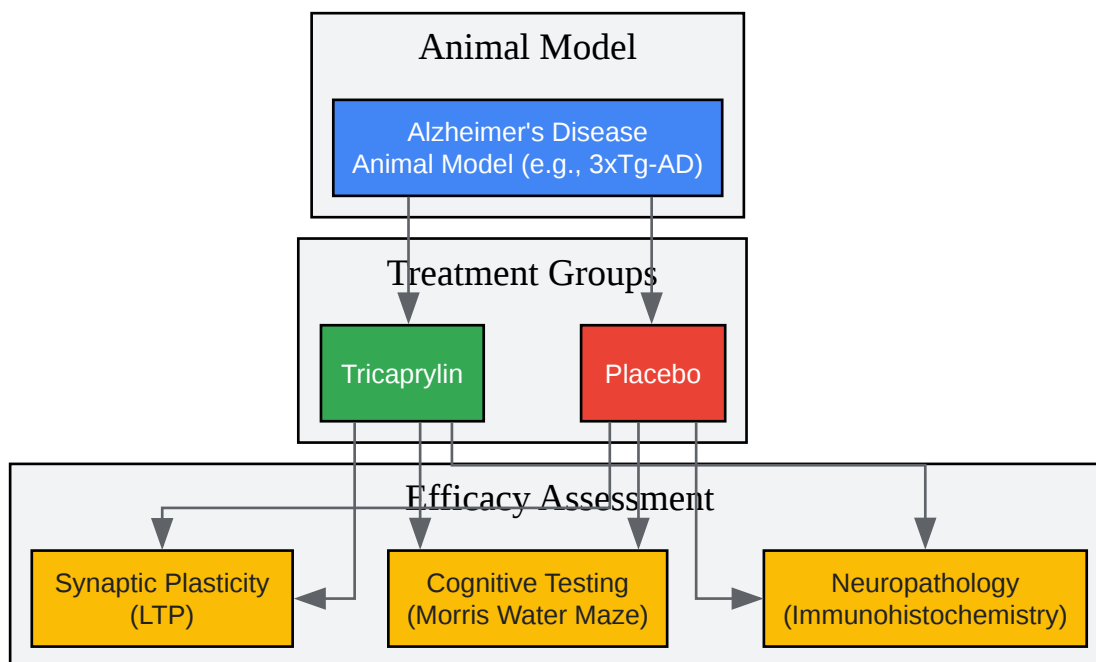 Animal Model
Alzheimer's Disease
Animal Model (e.g., 3xTg-AD)
Treatment Groups
Tricaprylin
Placebo
Efficacy Assessment
Synaptic Plasticity
(LTP)
Cognitive Testing
(Morris Water Maze)
Neuropathology
(Immunohistochemistry)